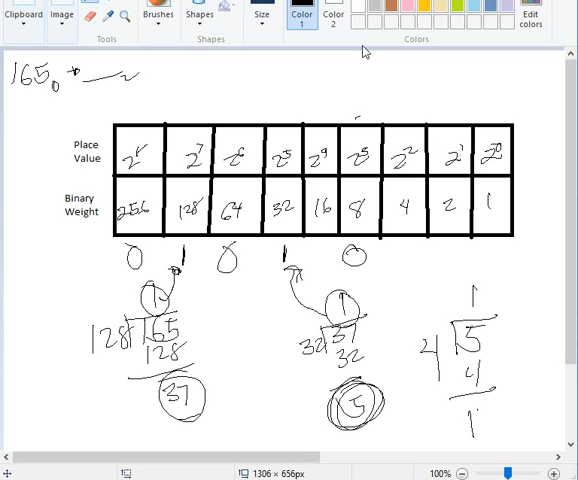 Clipboard Image Brushes Shapes Size Color 1 Color 2 Edit colors
Tools Shapes Colors
165
Place Value 2⁸ 2⁷ 2⁶ 2⁵ 2⁴ 2³ 2² 2¹ 2⁰
Binary Weight 256 128 64 32 16 8 4 2 1
0 1 0 1 0
1 1 1
128 165 32 37 4 5
128 32 4
37 5 1
1306 × 656px 100%